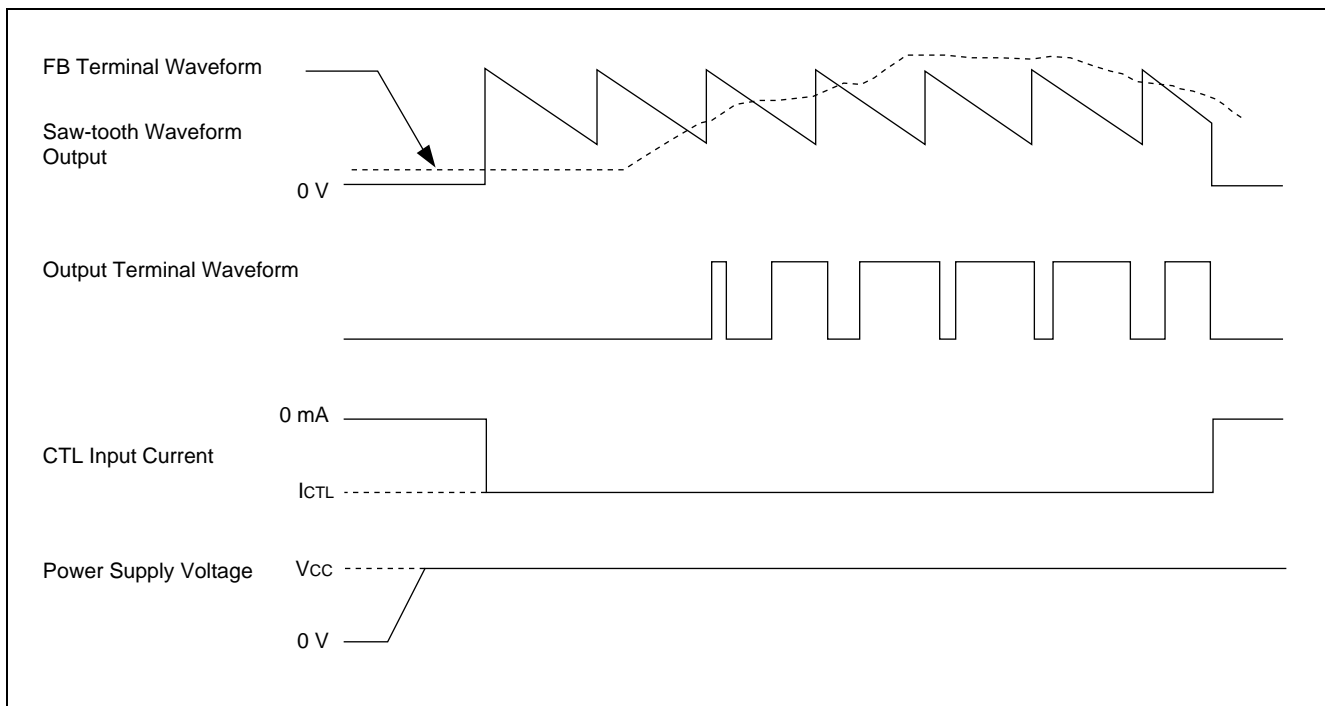 FB Terminal Waveform
Saw-tooth Waveform
Output
0 V
Output Terminal Waveform
0 mA
CTL Input Current
ICTL
Power Supply Voltage
VCC
0 V